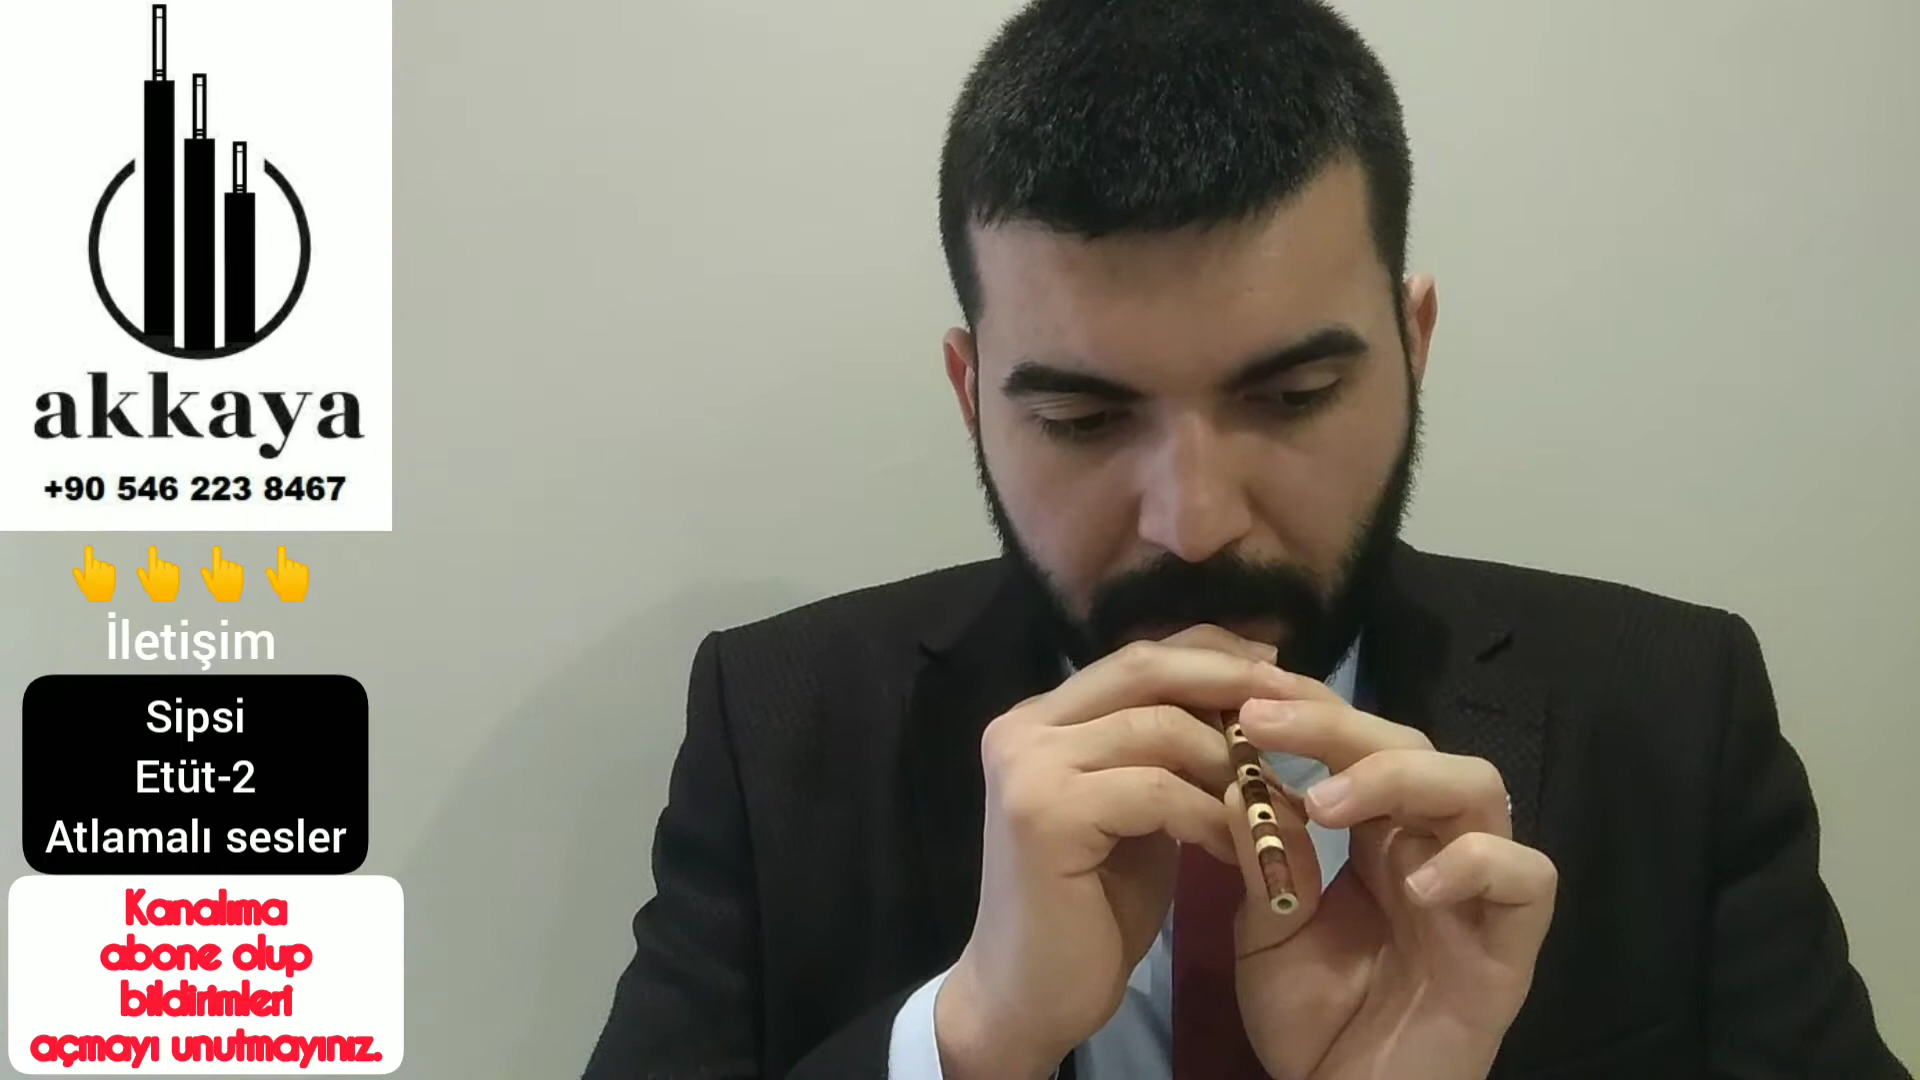 akkaya
+90 546 223 8467
İletişim
Sipsi
Etüt-2
Atlamalı sesler
Kanalıma
abone olup
bildirimleri
açmayı unutmayınız.